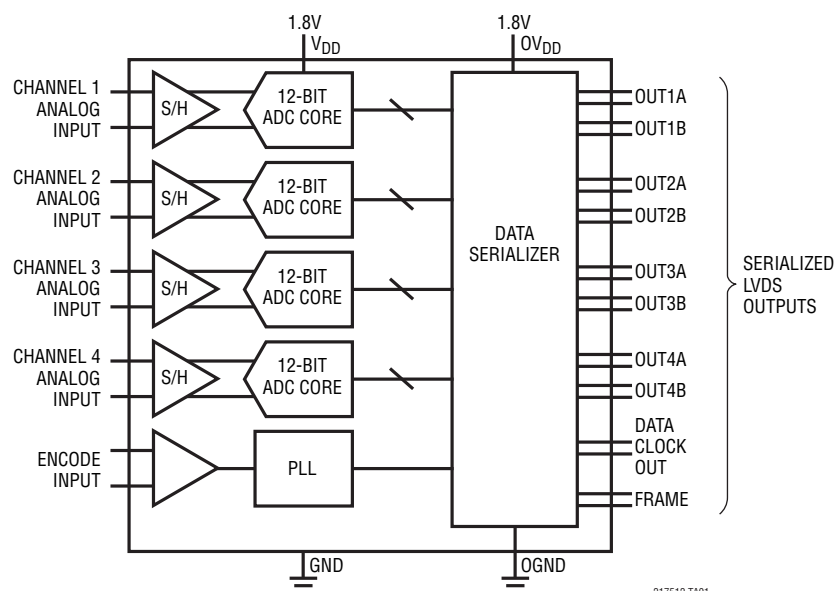 1.8V
VDD
1.8V
OVDD
CHANNEL 1
ANALOG
INPUT
S/H
12-BIT
ADC CORE
OUT1A
OUT1B
CHANNEL 2
ANALOG
INPUT
S/H
12-BIT
ADC CORE
OUT2A
OUT2B
DATA
SERIALIZER
CHANNEL 3
ANALOG
INPUT
S/H
12-BIT
ADC CORE
OUT3A
OUT3B
SERIALIZED
LVDS
OUTPUTS
CHANNEL 4
ANALOG
INPUT
S/H
12-BIT
ADC CORE
OUT4A
OUT4B
ENCODE
INPUT
PLL
DATA
CLOCK
OUT
FRAME
GND
OGND